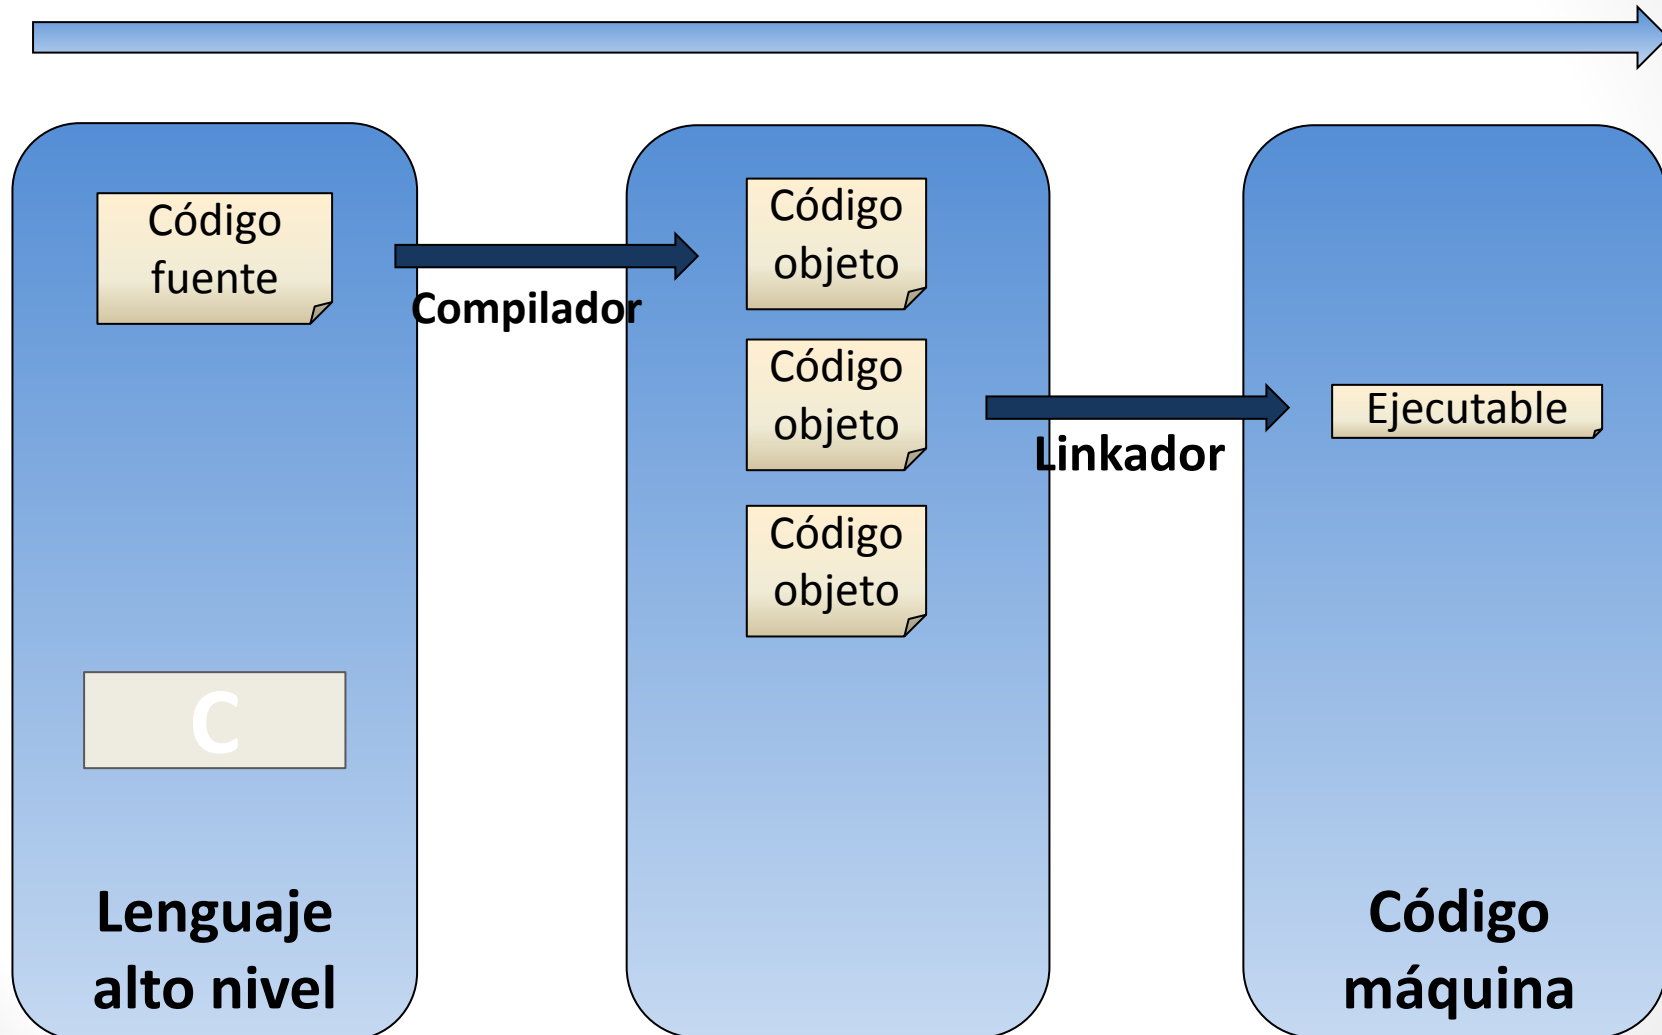 Código
fuente
Compilador
C
Lenguaje
alto nivel
Código
objeto
Código
objeto
Código
objeto
Linkador
Ejecutable
Código
máquina